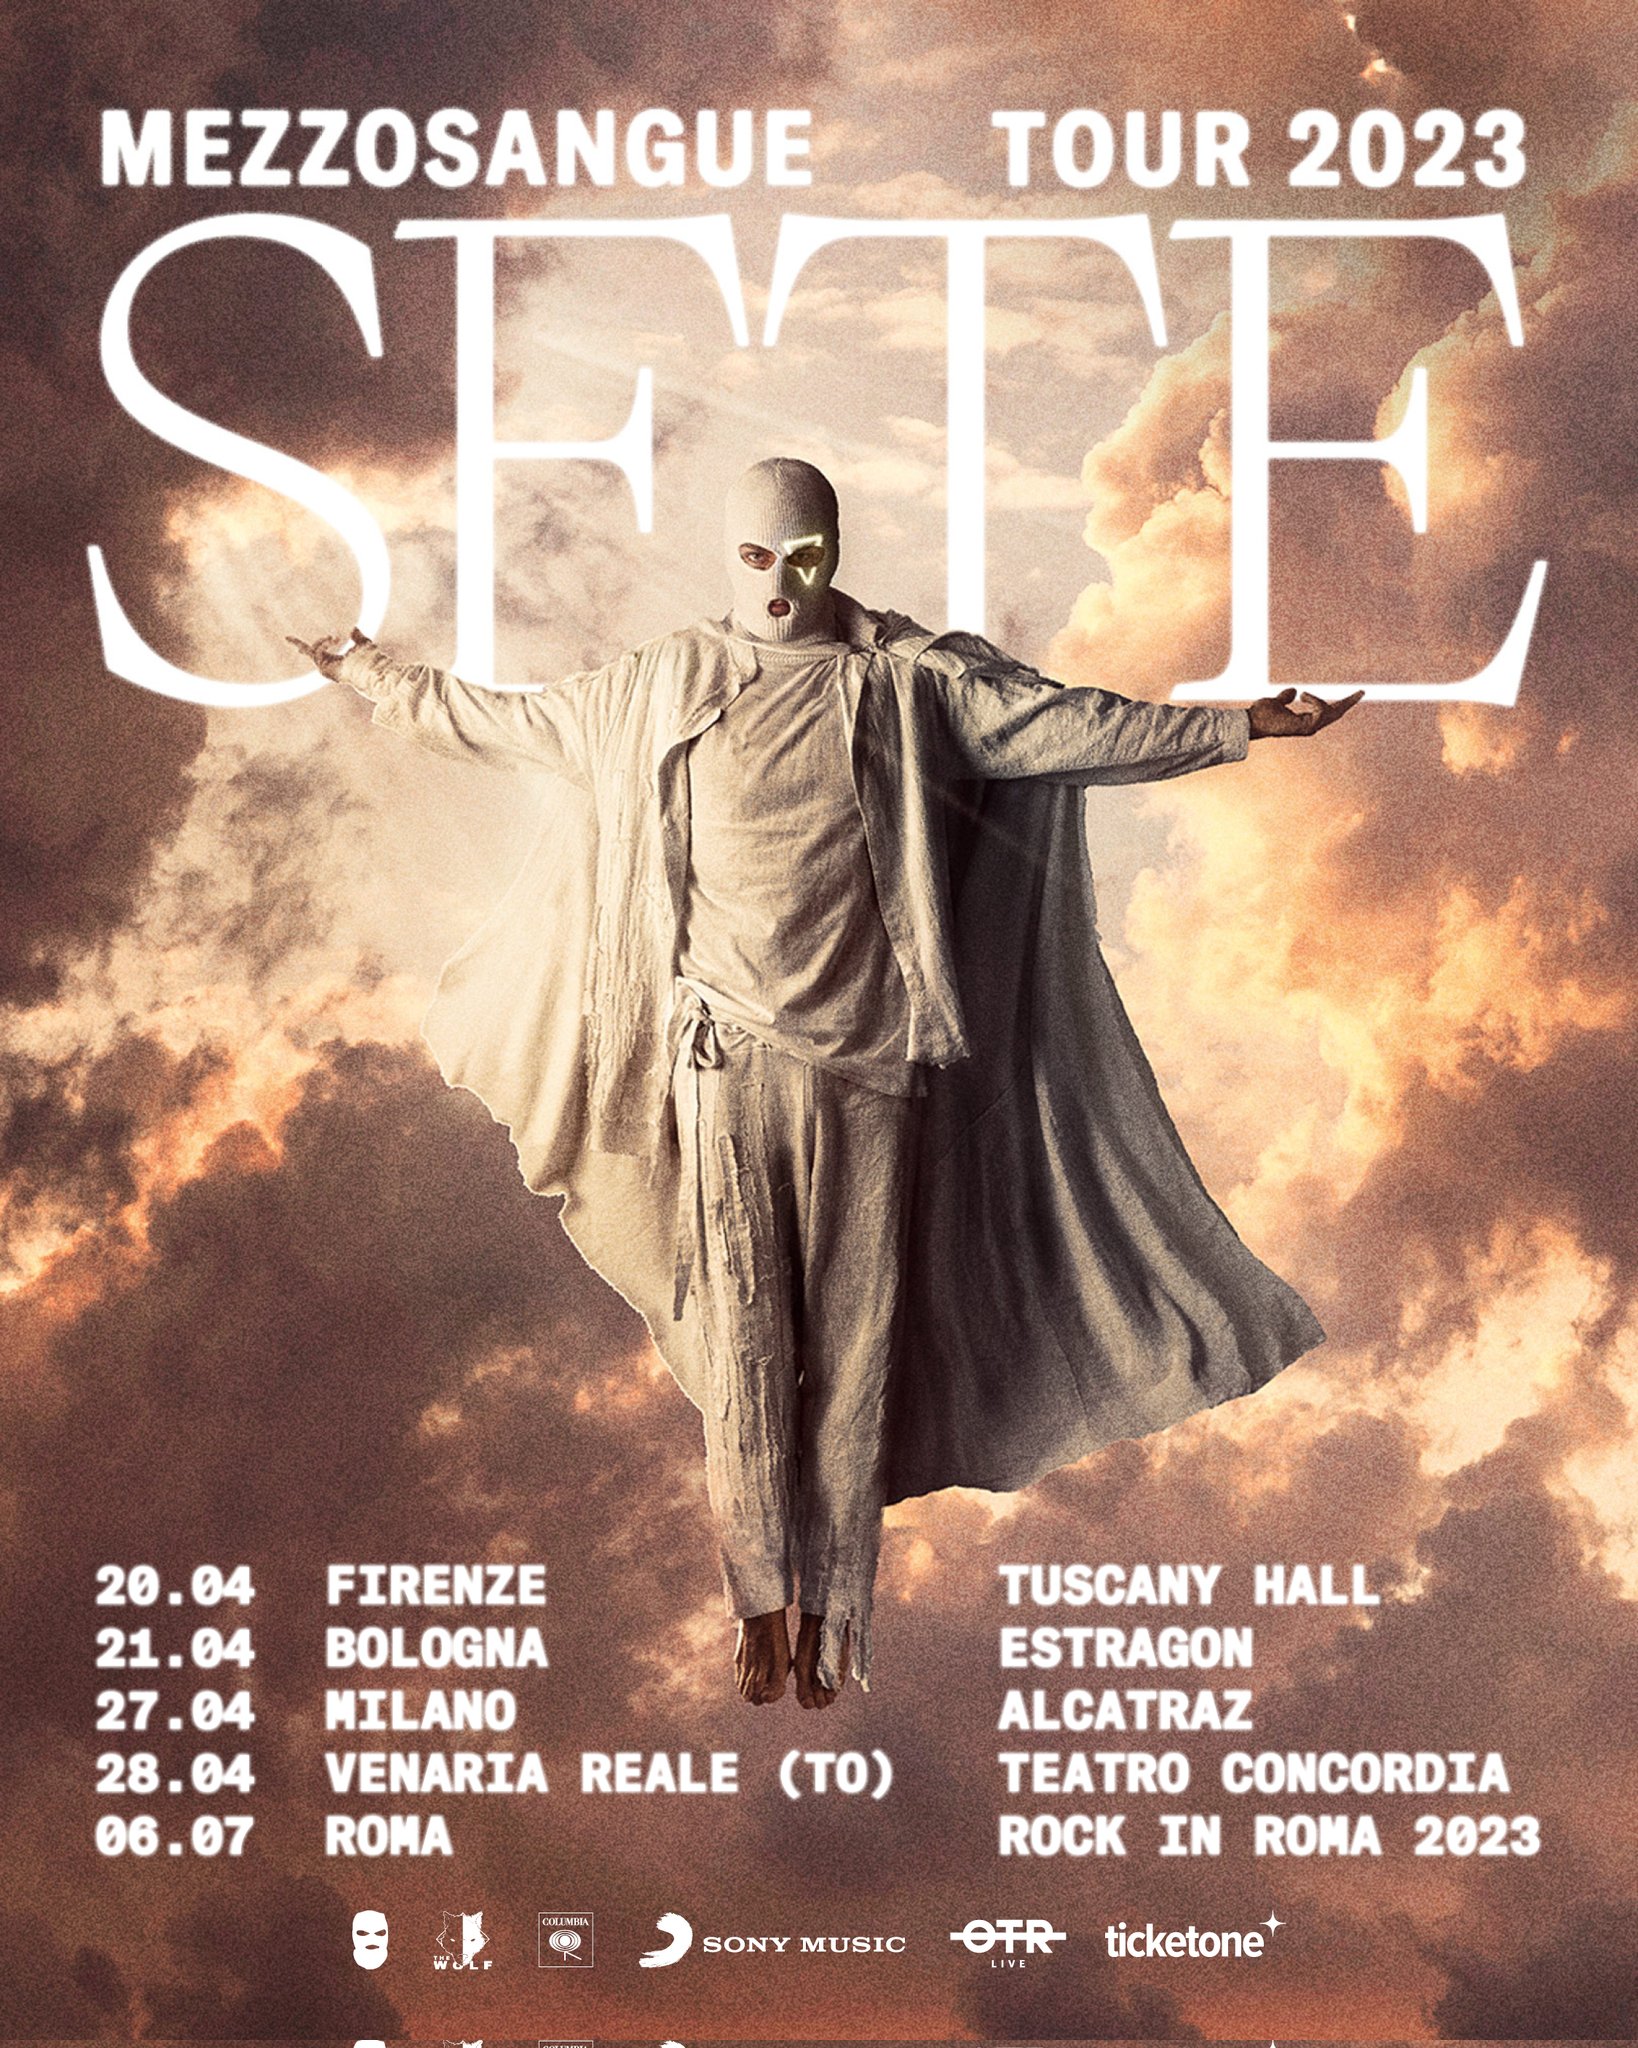 MEZZOSANGUE TOUR 2023
SETE
20.04 FIRENZE TUSCANY HALL
21.04 BOLOGNA ESTRAGON
27.04 MILANO ALCATRAZ
28.04 VENARIA REALE (TO) TEATRO CONCORDIA
06.07 ROMA ROCK IN ROMA 2023
THE WOLF COLUMBIA SONY MUSIC OTR LIVE ticketone
COLUMBIA